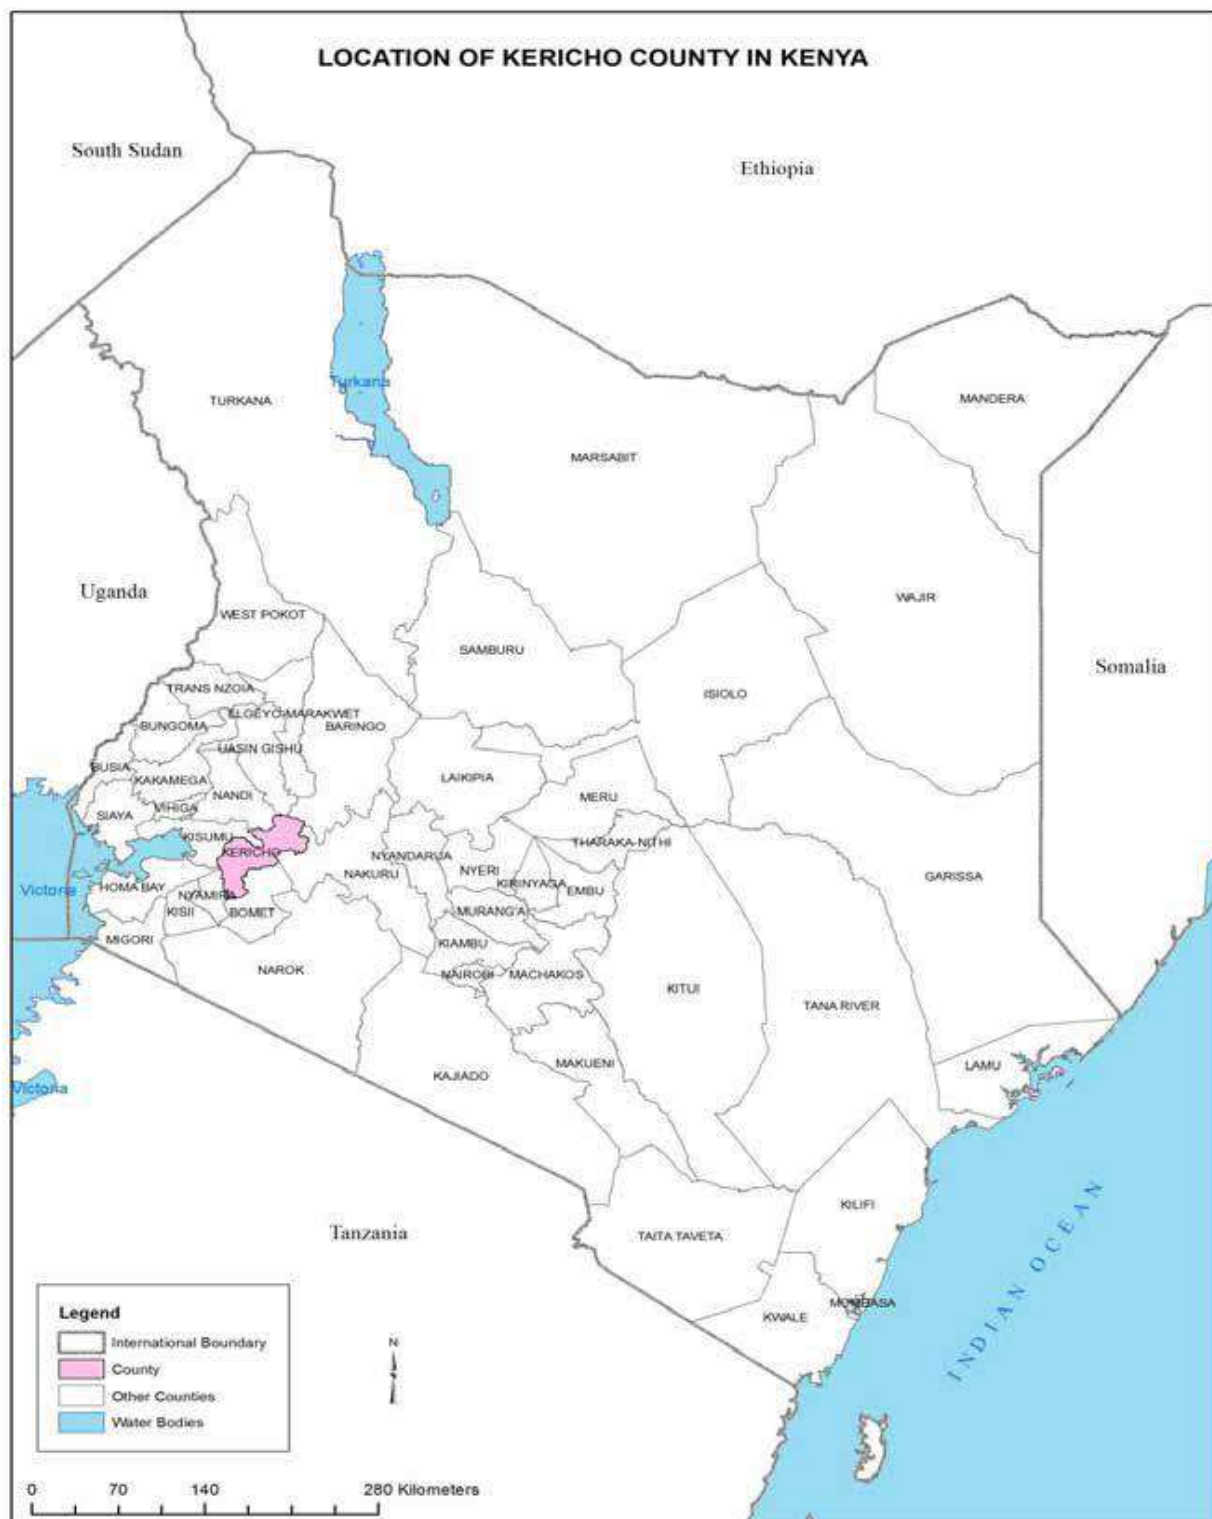 LOCATION OF KERICHO COUNTY IN KENYA
South Sudan
Ethiopia
Turkana
TURKANA
MANDERA
MARSABIT
Uganda
WAJIR
WEST POKOT
SAMBURU
Somalia
TRANS NZOIA
ISIOLO
ELGEYO-MARAKWET
BUNGOMA
BARINGO
UASIN GISHU
BUSIA
KAKAMEGA
LAIKIPIA
NANDI
MERU
VIHIGA
SIAYA
KISUMU
THARAKA-NITHI
KERICHO
NYANDARUA
NYERI
NAKURU
GARISSA
KIRINYAGA
Victoria
HOMA BAY
EMBU
NYAMIRA
KISII
BOMET
MURANG'A
MIGORI
KIAMBU
NAROK
NAIROBI
MACHAKOS
KITUI
TANA RIVER
MAKUENI
LAMU
KAJIADO
Victoria
KILIFI
Tanzania
TAITA TAVETA
INDIAN OCEAN
MOMBASA
KWALE
Legend
International Boundary
County
Other Counties
Water Bodies
N
0 70 140 280 Kilometers